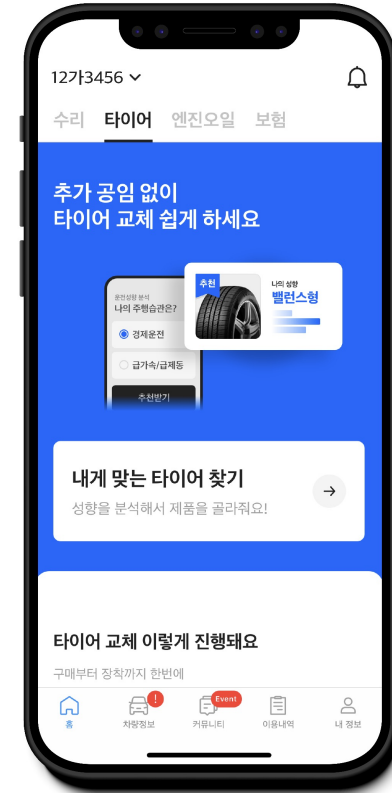 12가3456
수리 타이어 엔진오일 보험
추가 공임 없이
타이어 교체 쉽게 하세요
운전성향 분석
나의 주행습관은?
경제운전
급가속/급제동
추천받기
추천
나의 성향
밸런스형
내게 맞는 타이어 찾기
성향을 분석해서 제품을 골라줘요!
타이어 교체 이렇게 진행돼요
구매부터 장착까지 한번에
!
Event
홈 차량정보 커뮤니티 이용내역 내 정보